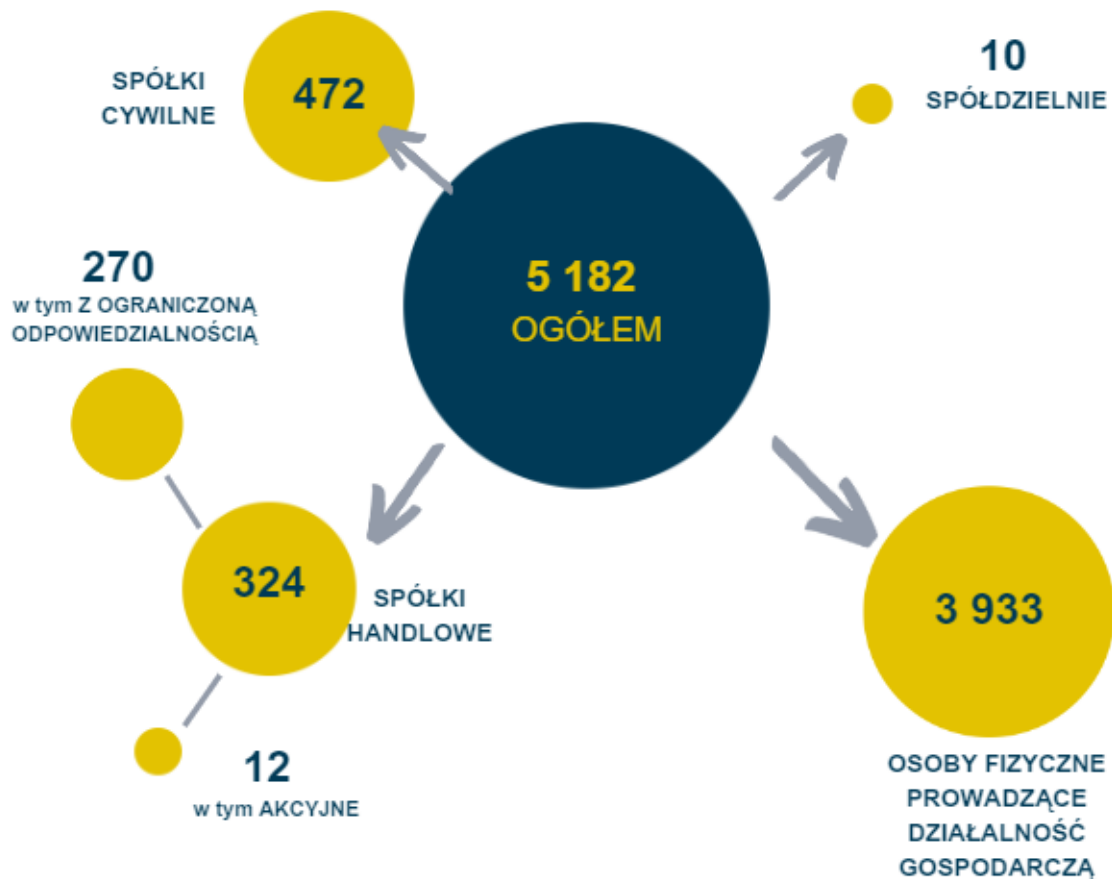 SPÓŁKI
CYWILNE
472
10
SPÓŁDZIELNIE
5 182
OGÓŁEM
270
w tym Z OGRANICZONĄ
ODPOWIEDZIALNOŚCIĄ
324
SPÓŁKI
HANDLOWE
12
w tym AKCYJNE
3 933
OSOBY FIZYCZNE
PROWADZĄCE
DZIAŁALNOŚĆ
GOSPODARCZĄ